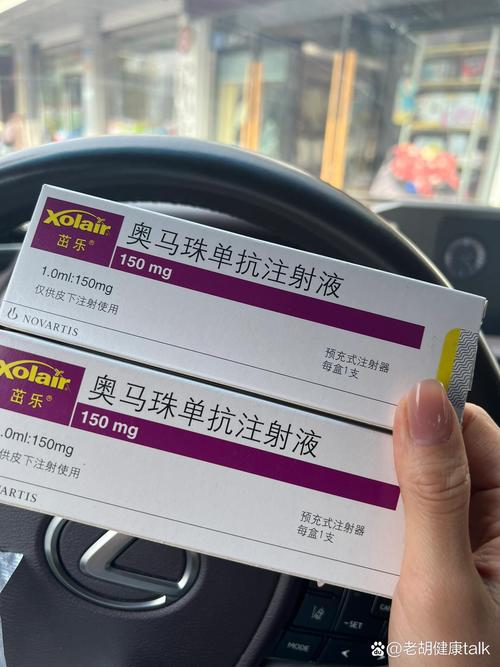 Xolair
茁乐®
奥马珠单抗注射液
150 mg
1.0ml:150mg
仅供皮下注射使用
NOVARTIS
预充式注射器
每盒1支
Xolair
茁乐®
奥马珠单抗注射液
150 mg
.0ml:150mg
供皮下注射使用
ARTIS
预充式注射器
每盒1支
-SET
MODE
@老胡健康talk